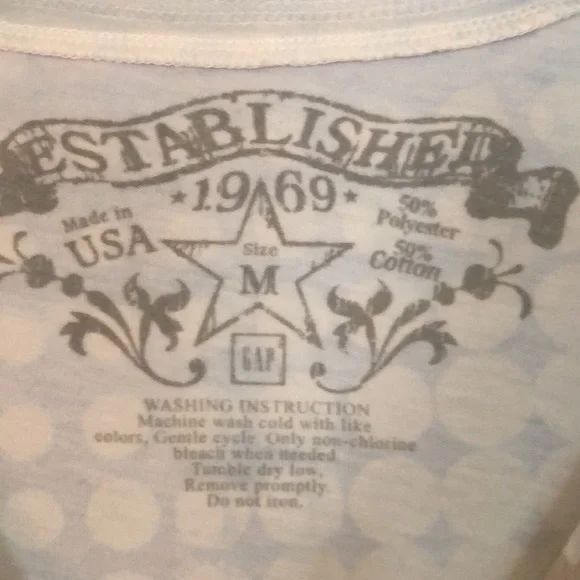 ESTABLISHED
1969
Made in
USA
50%
Polyester
50%
Cotton
Size
M
GAP
WASHING INSTRUCTION
Machine wash cold with like
colors, Gentle cycle. Only non-chlorine
bleach when needed.
Tumble dry low.
Remove promptly.
Do not iron.